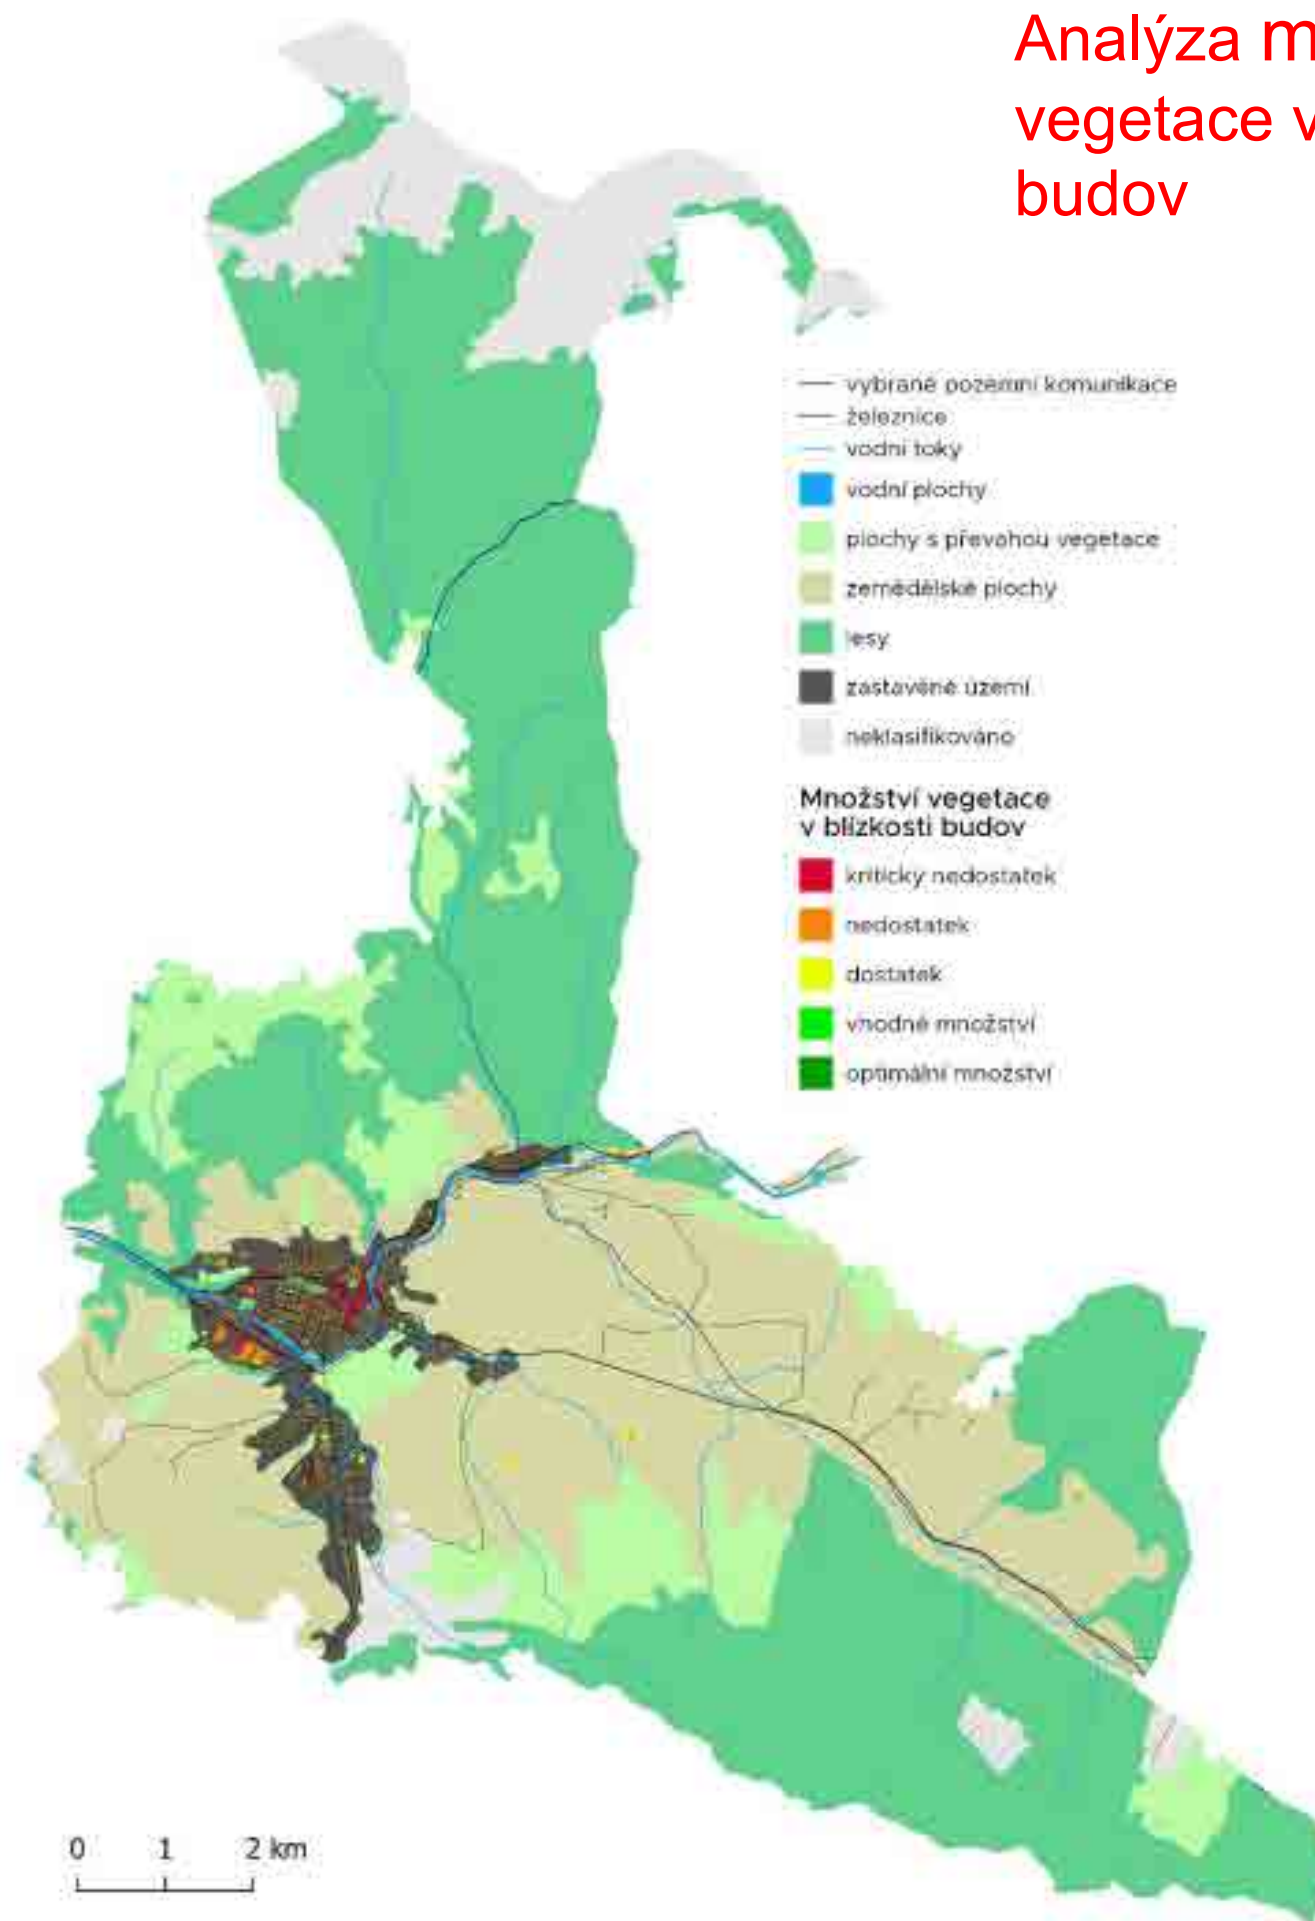 Analýza m
vegetace v
budov
vybrané pozemní komunikace
železnice
vodní toky
vodní plochy
plochy s převahou vegetace
zemědělské plochy
lesy
zastavěné území
neklasifikováno
Množství vegetace
v blízkosti budov
kritický nedostatek
nedostatek
dostatek
vhodné množství
optimální množství
0 1 2 km